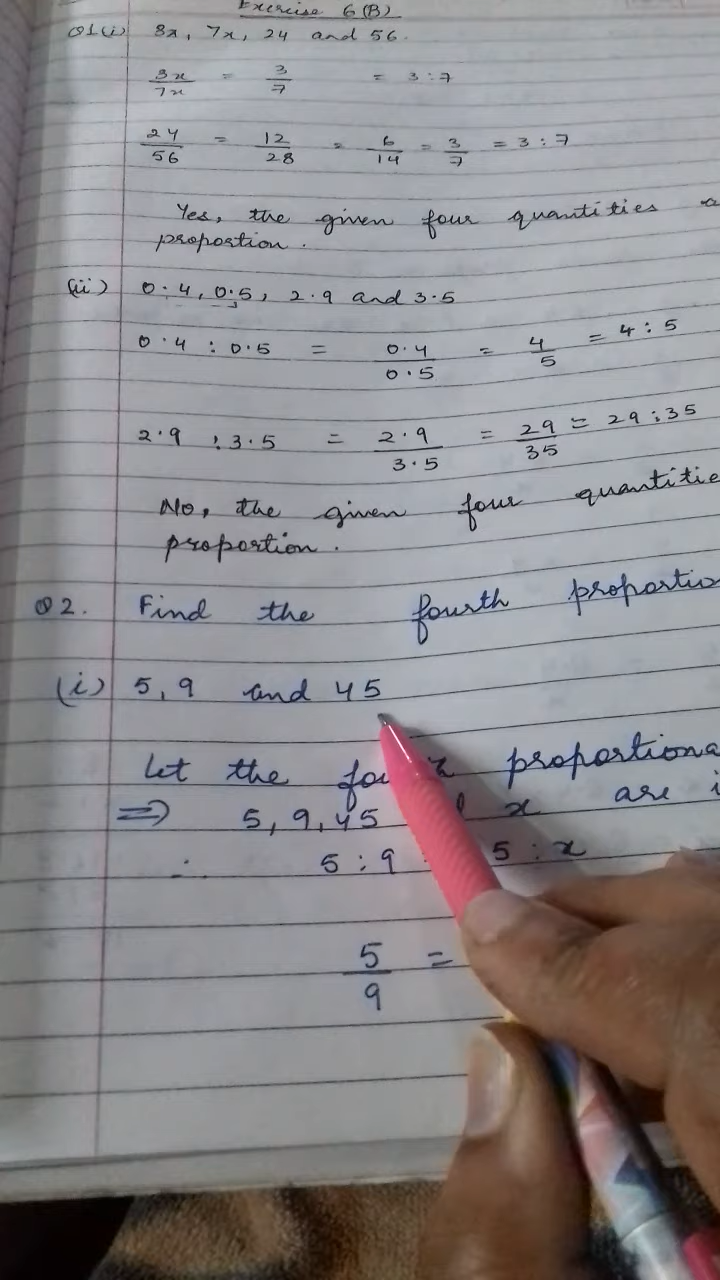 Exercise 6(B)
Q1(i) 3x, 7x, 24 and 56.
3x/7x = 3/7 = 3:7
24/56 = 12/28 = 6/14 = 3/7 = 3:7
Yes, the given four quantities
proportion.
(ii) 0.4, 0.5, 2.9 and 3.5
0.4 : 0.5 = 0.4/0.5 = 4/5 = 4:5
2.9 : 3.5 = 2.9/3.5 = 29/35 = 29:35
No, the given four
proportion.
Q2. Find the fourth
(i) 5, 9 and 45
Let the
⇒ 5, 9, 45 x are
∴ 5:9 5:x
5/9 =